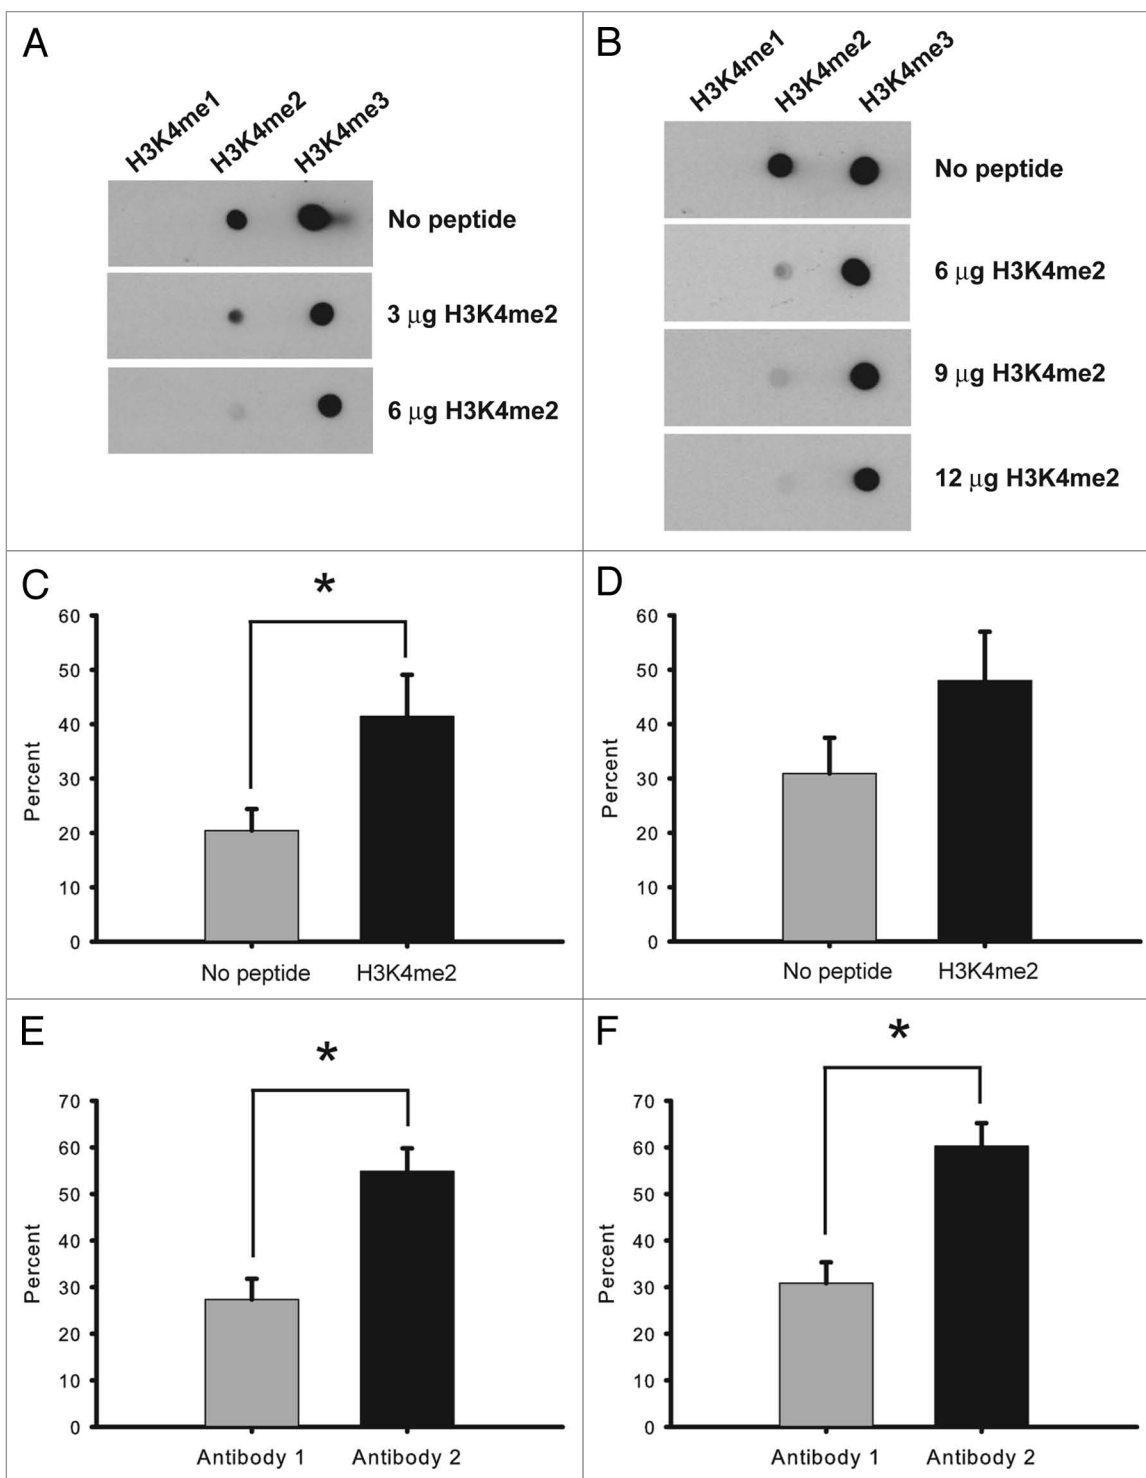 A
H3K4me1
H3K4me2
H3K4me3
No peptide
3 μg H3K4me2
6 μg H3K4me2
B
H3K4me1
H3K4me2
H3K4me3
No peptide
6 μg H3K4me2
9 μg H3K4me2
12 μg H3K4me2
C
*
60
50
40
30
20
10
0
Percent
No peptide
H3K4me2
D
60
50
40
30
20
10
0
Percent
No peptide
H3K4me2
E
*
70
60
50
40
30
20
10
0
Percent
Antibody 1
Antibody 2
F
*
70
60
50
40
30
20
10
0
Percent
Antibody 1
Antibody 2